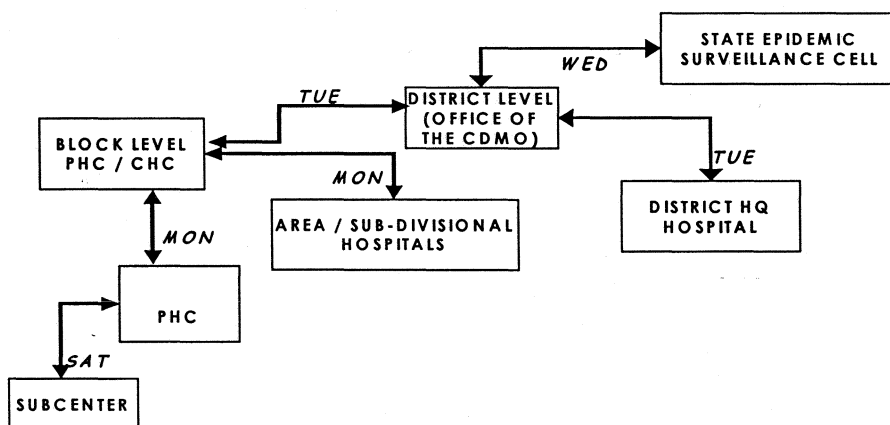 STATE EPIDEMIC
SURVEILLANCE CELL
WED
TUE
DISTRICT LEVEL
(OFFICE OF
THE CDMO)
BLOCK LEVEL
PHC / CHC
TUE
MON
DISTRICT HQ
HOSPITAL
AREA / SUB-DIVISIONAL
HOSPITALS
MON
PHC
SAT
SUBCENTER